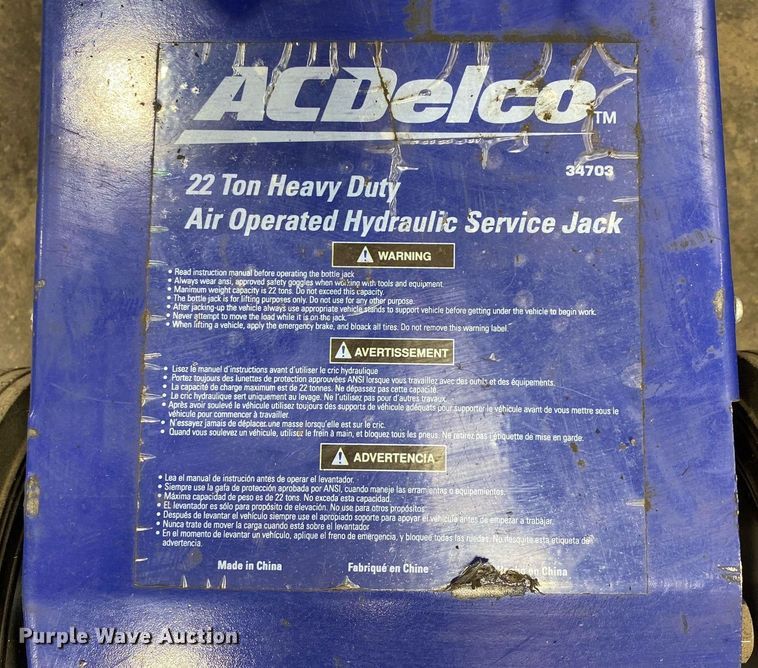 ACDelco TM
34703
22 Ton Heavy Duty
Air Operated Hydraulic Service Jack
WARNING
• Read instruction manual before operating the bottle jack
• Always wear ansi, approved safety goggles when working with tools and equipment.
• Maximum weight capacity is 22 tons. Do not exceed this capacity.
• The bottle jack is for lifting purposes only. Do not use for any other purpose.
• After jacking-up the vehicle always use appropriate vehicle stands to support vehicle before getting under the vehicle to begin work.
• Never attempt to move the load while it is on the jack.
• When lifting a vehicle, apply the emergency brake, and bloack all tires. Do not remove this warning label
AVERTISSEMENT
• Lisez le manuel d'instructions avant d'utiliser le cric hydraulique
• Portez toujours des lunettes de protection approuvées ANSI lorsque vous travaillez avec des outils et des équipements.
• La capacité de charge maximum est de 22 tonnes. Ne dépassez pas cette capacité.
• Le cric hydraulique sert uniquement au levage. Ne l'utilisez pas pour d'autres travaux.
• Après avoir soulevé le véhicule utilisez toujours des supports de véhicule adéquats pour supporter le véhicule avant de vous mettre sous le
véhicule pour commencer à travailler.
• N'essayez jamais de déplacer une masse lorsqu'elle est sur le cric.
• Quand vous soulevez un véhicule, utilisez le frein à main, et bloquez tous les pneus. Ne retirez pas l'étiquette de mise en garde.
ADVERTENCIA
• Lea el manual de instrución antes de operar el levantador.
• Siempre use la gafa de protección aprobada por ANSI, cuando maneje las erramientas o equipamientos.
• Máxima capacidad de peso es de 22 tons. No exceda esta capacidad.
• EL levantador es sólo para propósito de elevación. No use para otros propósitos.
• Después de levantar el vehículo siempre use el apropiado soporte para apoyar el vehículo antes de empezar a trabajar.
• Nunca trate de mover la carga cuando está sobre el levantador
• En el momento de levantar un vehículo, aplique el freno de emergencia, y bloquee todas las ruedas. No desquite esta etiqueta de
advertencia.
Made in China
Fabriqué en Chine
en China
Purple Wave Auction